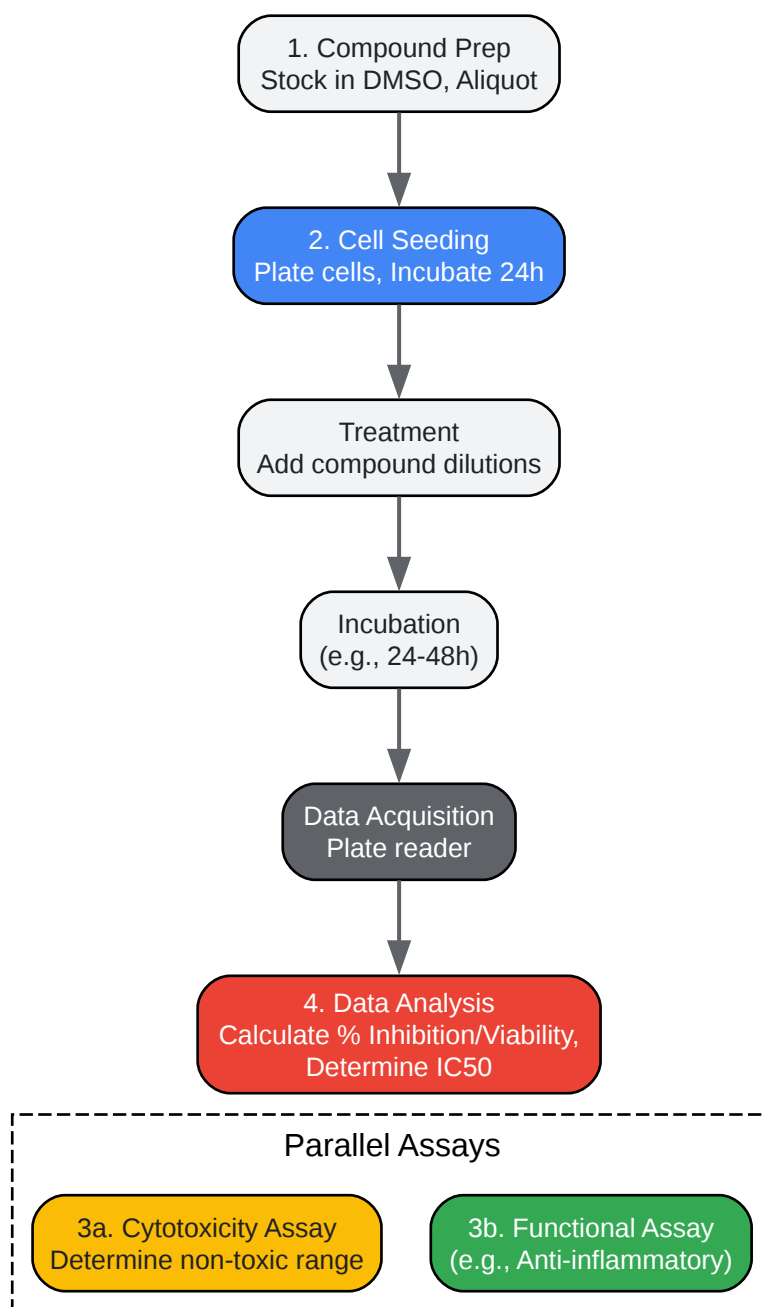 1. Compound Prep
Stock in DMSO, Aliquot
2. Cell Seeding
Plate cells, Incubate 24h
Treatment
Add compound dilutions
Incubation
(e.g., 24-48h)
Data Acquisition
Plate reader
4. Data Analysis
Calculate % Inhibition/Viability,
Determine IC50
Parallel Assays
3a. Cytotoxicity Assay
Determine non-toxic range
3b. Functional Assay
(e.g., Anti-inflammatory)